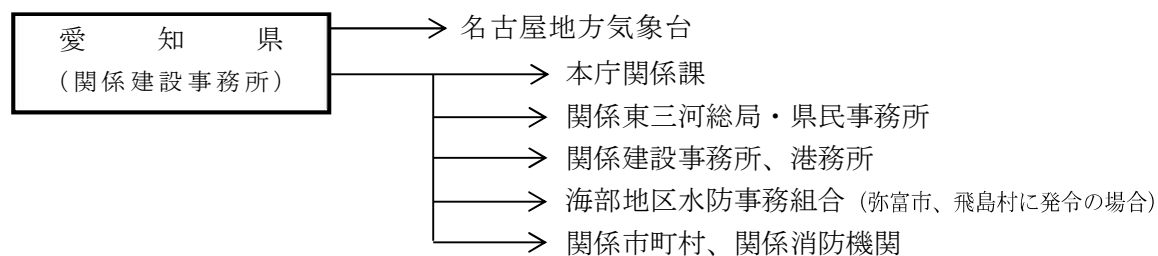 愛知県
（関係建設事務所）
名古屋地方気象台
本庁関係課
関係東三河総局・県民事務所
関係建設事務所、港務所
海部地区水防事務組合（弥富市、飛島村に発令の場合）
関係市町村、関係消防機関